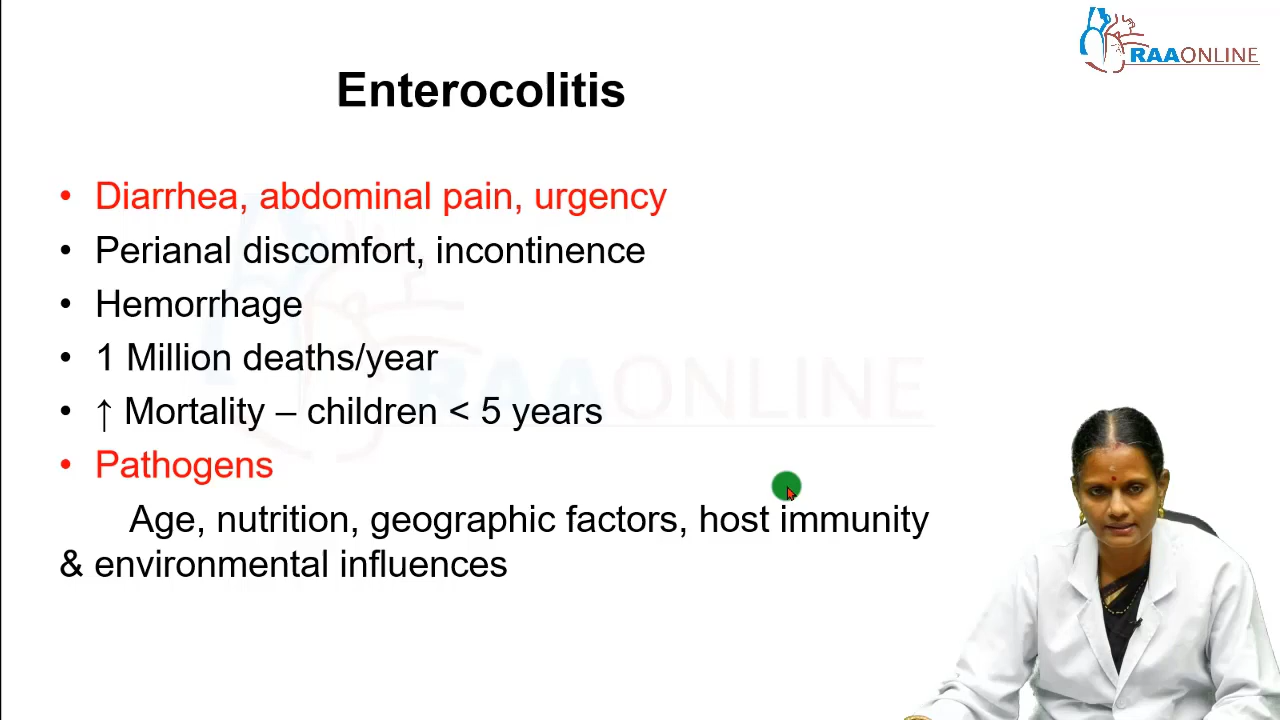 RAAONLINE
Enterocolitis
• Diarrhea, abdominal pain, urgency
• Perianal discomfort, incontinence
• Hemorrhage
• 1 Million deaths/year
RAAONLINE
• ↑ Mortality – children < 5 years
• Pathogens
Age, nutrition, geographic factors, host immunity
& environmental influences